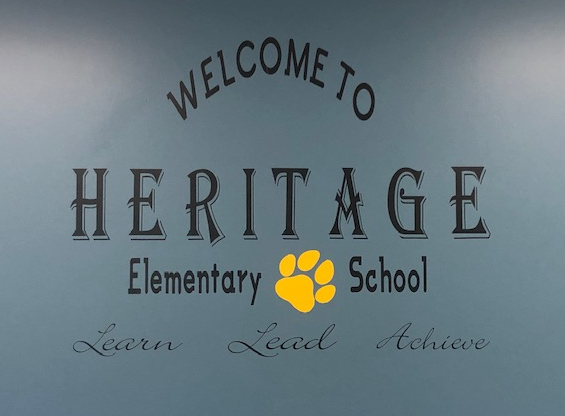 WELCOME TO
HERITAGE
Elementary School
Learn Lead Achieve